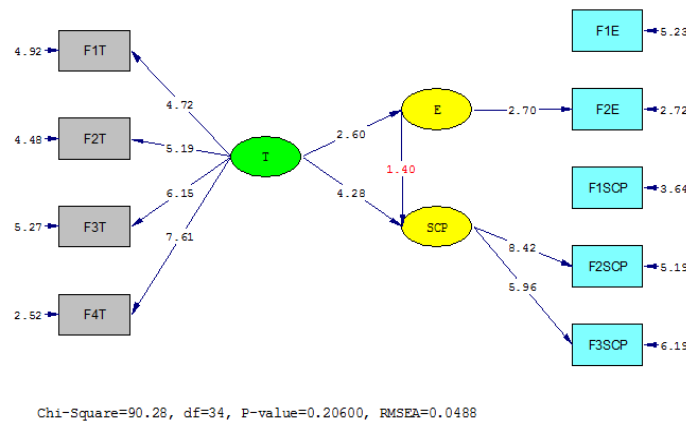 F1E
5.23
4.92
F1T
4.72
E
2.70
F2E
2.72
2.60
4.48
F2T
5.19
T
1.40
F1SCP
3.64
6.15
4.28
5.27
F3T
SCP
7.61
8.42
F2SCP
5.19
5.96
2.52
F4T
F3SCP
6.19
Chi-Square=90.28, df=34, P-value=0.20600, RMSEA=0.0488